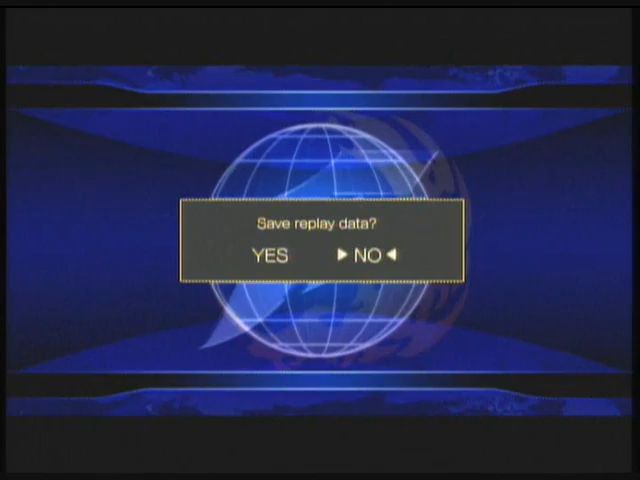 Save replay data?
YES ▶ NO ◀